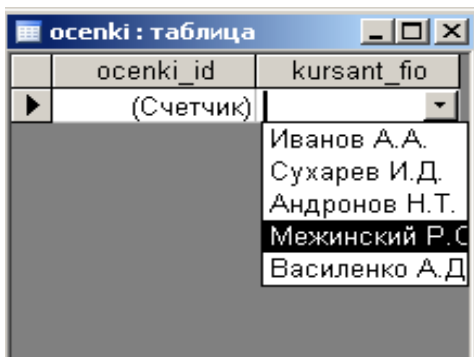 ocenki : таблица
ocenki_id kursant_fio
(Счетчик)
Иванов А.А.
Сухарев И.Д.
Андронов Н.Т.
Межинский Р.С
Василенко А.Д